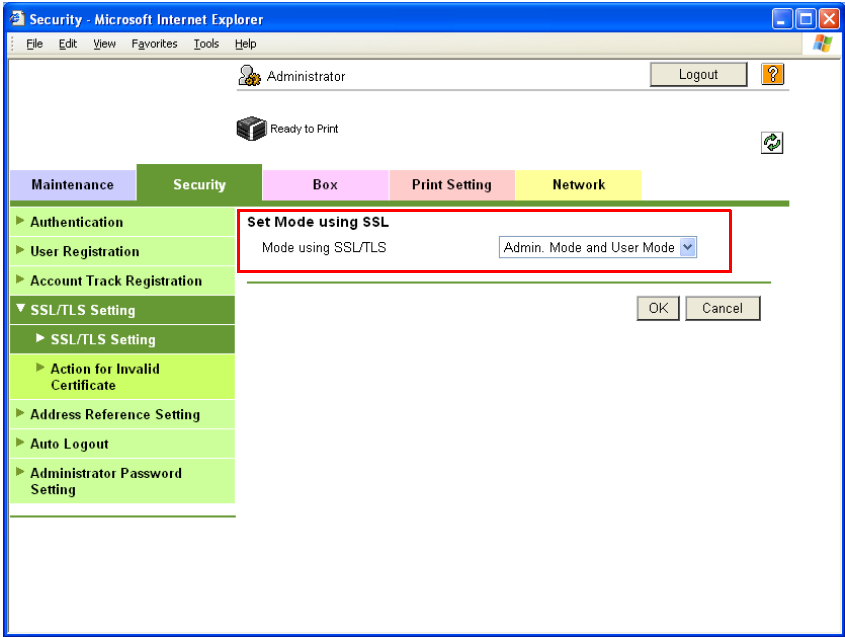 Security - Microsoft Internet Explorer
File Edit View Favorites Tools Help
Administrator
Logout
?
Ready to Print
Maintenance Security Box Print Setting Network
Authentication
User Registration
Account Track Registration
SSL/TLS Setting
SSL/TLS Setting
Action for Invalid
Certificate
Address Reference Setting
Auto Logout
Administrator Password
Setting
Set Mode using SSL
Mode using SSL/TLS Admin. Mode and User Mode
OK Cancel